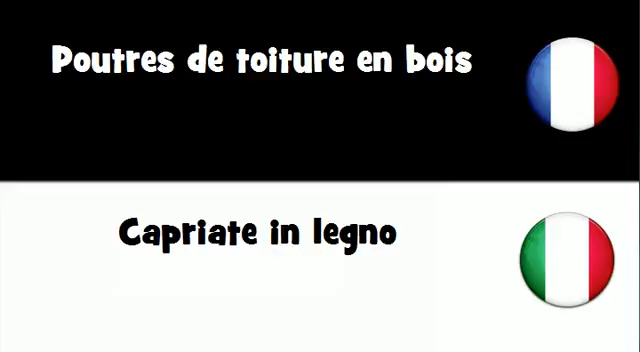 Poutres de toiture en bois
Capriate in legno